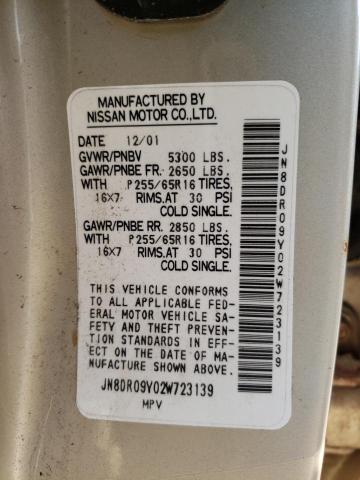 MANUFACTURED BY
NISSAN MOTOR CO.,LTD.
DATE 12/01
GVWR/PNBV 5300 LBS.
GAWR/PNBE FR. 2650 LBS.
WITH P255/65R16 TIRES,
16X7 RIMS,AT 30 PSI
COLD SINGLE.
GAWR/PNBE RR. 2850 LBS.
WITH P255/65R16 TIRES,
16X7 RIMS,AT 30 PSI
COLD SINGLE.
THIS VEHICLE CONFORMS
TO ALL APPLICABLE FED-
ERAL MOTOR VEHICLE SA-
FETY AND THEFT PREVEN-
TION STANDARDS IN EFF-
ECT ON THE DATE OF MA-
NUFACTURE SHOWN ABOVE.
JN8DR09Y02W723139
MPV
JN8DR09Y02W723139